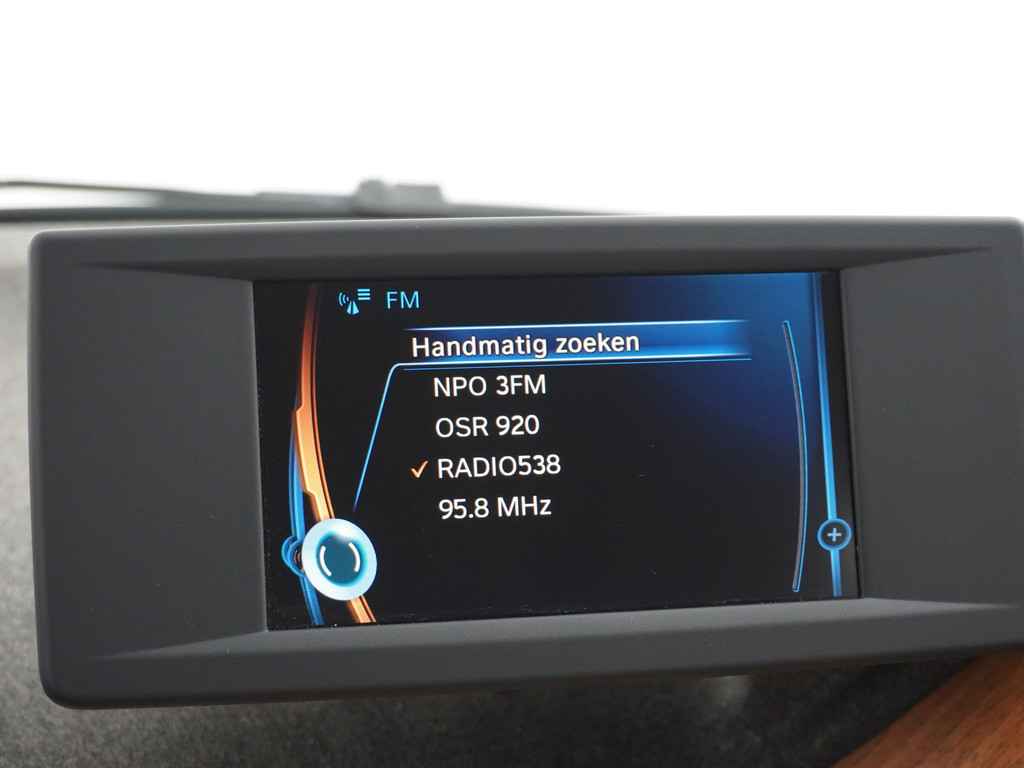 FM
Handmatig zoeken
NPO 3FM
OSR 920
✓ RADIO538
95.8 MHz